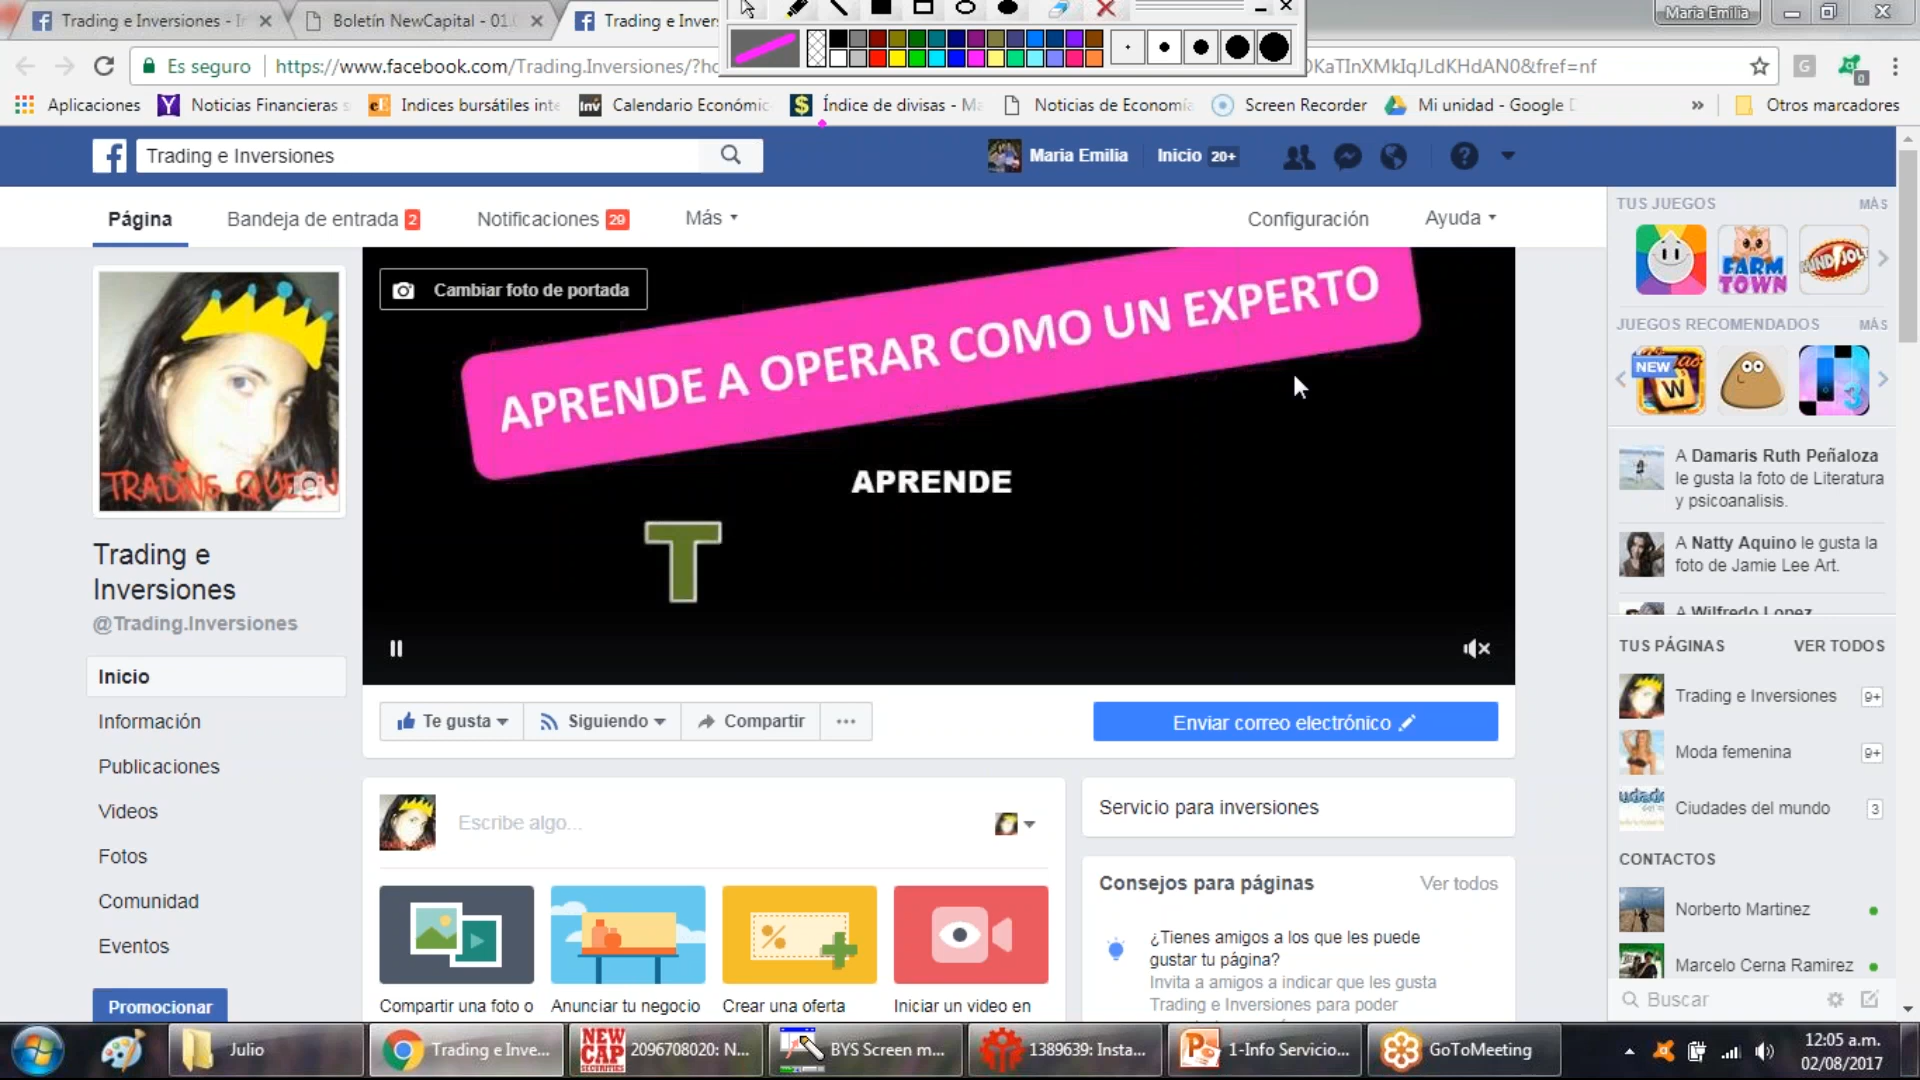 Trading e Inversiones - I
Boletín NewCapital - 01.
Trading e Inver
Maria Emilia
Es seguro
https://www.facebook.com/Trading.Inversiones/?hc
KaTInXMkIqJLdKHdAN0&fref=nf
Aplicaciones
Noticias Financieras s
Indices bursátiles inte
Calendario Económic
Índice de divisas - Ma
Noticias de Economía
Screen Recorder
Mi unidad - Google D
»
Otros marcadores
Trading e Inversiones
Maria Emilia
Inicio 20+
Página
Bandeja de entrada 2
Notificaciones 29
Más
Configuración
Ayuda
Cambiar foto de portada
APRENDE A OPERAR COMO UN EXPERTO
APRENDE
T
TRADING QUEEN
Trading e
Inversiones
@Trading.Inversiones
Inicio
Información
Publicaciones
Videos
Fotos
Comunidad
Eventos
Promocionar
Te gusta
Siguiendo
Compartir
...
Enviar correo electrónico
Escribe algo...
Compartir una foto o
Anunciar tu negocio
Crear una oferta
Iniciar un video en
Servicio para inversiones
Consejos para páginas
Ver todos
¿Tienes amigos a los que les puede
gustar tu página?
Invita a amigos a indicar que les gusta
Trading e Inversiones para poder
TUS JUEGOS
MÁS
FARM
TOWN
JUEGOS RECOMENDADOS
MÁS
NEW
W
3
A Damaris Ruth Peñaloza
le gusta la foto de Literatura
y psicoanalisis.
A Natty Aquino le gusta la
foto de Jamie Lee Art.
A Wilfredo Lopez
TUS PÁGINAS
VER TODOS
Trading e Inversiones
9+
Moda femenina
9+
Ciudades del mundo
3
CONTACTOS
Norberto Martinez
Marcelo Cerna Ramirez
Buscar
Julio
Trading e Inve...
NEW
CAP
SECURITIES
2096708020: N...
BYS Screen m...
1389639: Insta...
1-Info Servicio...
GoToMeeting
12:05 a.m.
02/08/2017